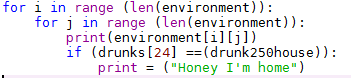 for i in range (len(environment)):
    for j in range (len(environment)):
        print(environment[i][j])
        if (drunks[24] ==(drunk250house)):
            print = ("Honey I'm home")